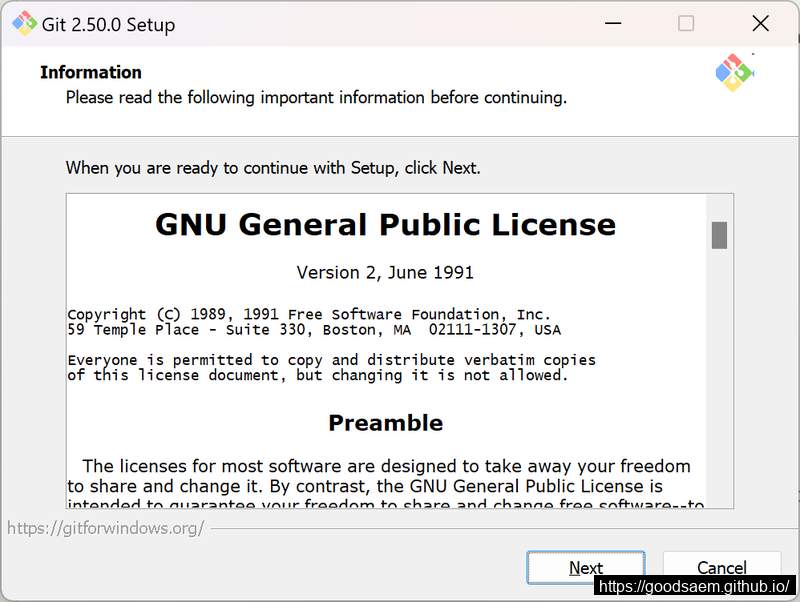 Git 2.50.0 Setup
Information
Please read the following important information before continuing.
When you are ready to continue with Setup, click Next.
GNU General Public License
Version 2, June 1991
Copyright (C) 1989, 1991 Free Software Foundation, Inc.
59 Temple Place - Suite 330, Boston, MA  02111-1307, USA
Everyone is permitted to copy and distribute verbatim copies
of this license document, but changing it is not allowed.
Preamble
The licenses for most software are designed to take away your freedom
to share and change it. By contrast, the GNU General Public License is
intended to guarantee your freedom to share and change free software--to
https://gitforwindows.org/
Next
Cancel
https://goodsaem.github.io/